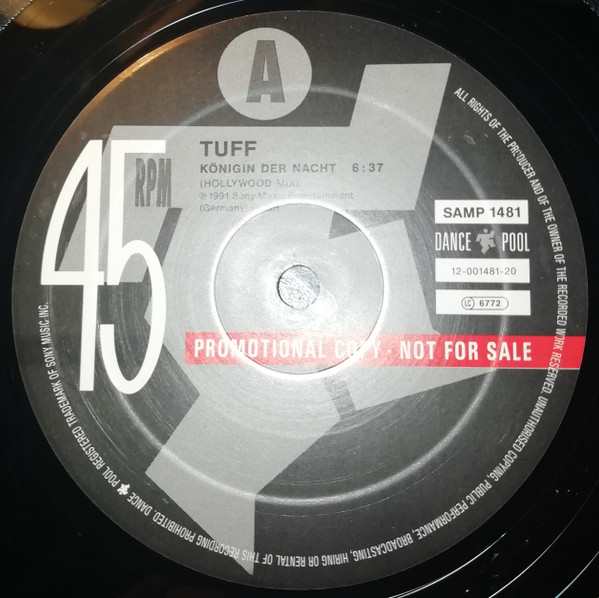 A
45
RPM
TUFF
KÖNIGIN DER NACHT 6:37
(HOLLYWOOD MIX)
℗ 1991 Sony Music Entertainment
(Germany)
SAMP 1481
DANCE POOL
12-001481-20
LC 6772
PROMOTIONAL COPY · NOT FOR SALE
ALL RIGHTS OF THE PRODUCER AND OF THE OWNER OF THE RECORDED WORK RESERVED. UNAUTHORISED COPYING, PUBLIC PERFORMANCE, BROADCASTING, HIRING OR RENTAL OF THIS RECORDING PROHIBITED. DANCE POOL REGISTERED TRADEMARK OF SONY MUSIC INC.